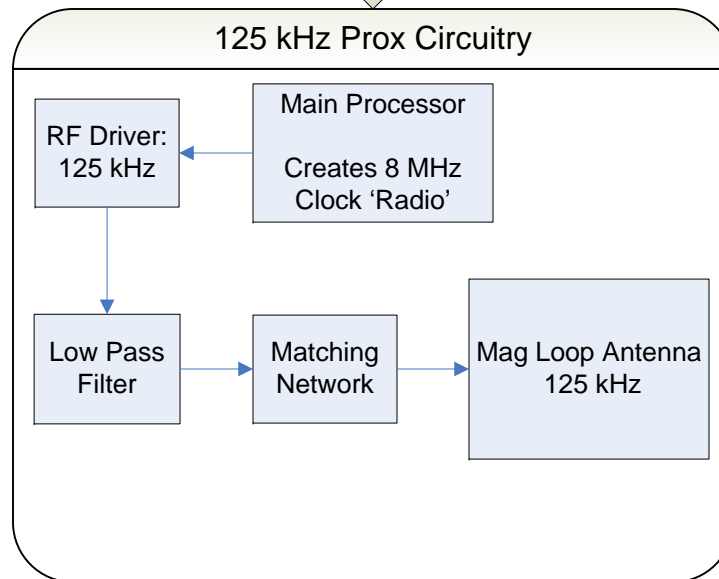 125 kHz Prox Circuitry
RF Driver:
125 kHz
Main Processor
Creates 8 MHz
Clock ‘Radio’
Low Pass
Filter
Matching
Network
Mag Loop Antenna
125 kHz